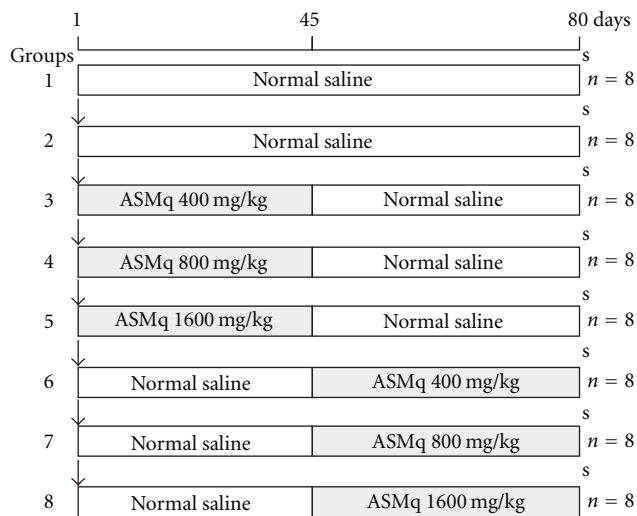 1 45 80 days
Groups s
1 Normal saline n = 8
s
2 Normal saline n = 8
s
3 ASMq 400 mg/kg Normal saline n = 8
s
4 ASMq 800 mg/kg Normal saline n = 8
s
5 ASMq 1600 mg/kg Normal saline n = 8
s
6 Normal saline ASMq 400 mg/kg n = 8
s
7 Normal saline ASMq 800 mg/kg n = 8
s
8 Normal saline ASMq 1600 mg/kg n = 8